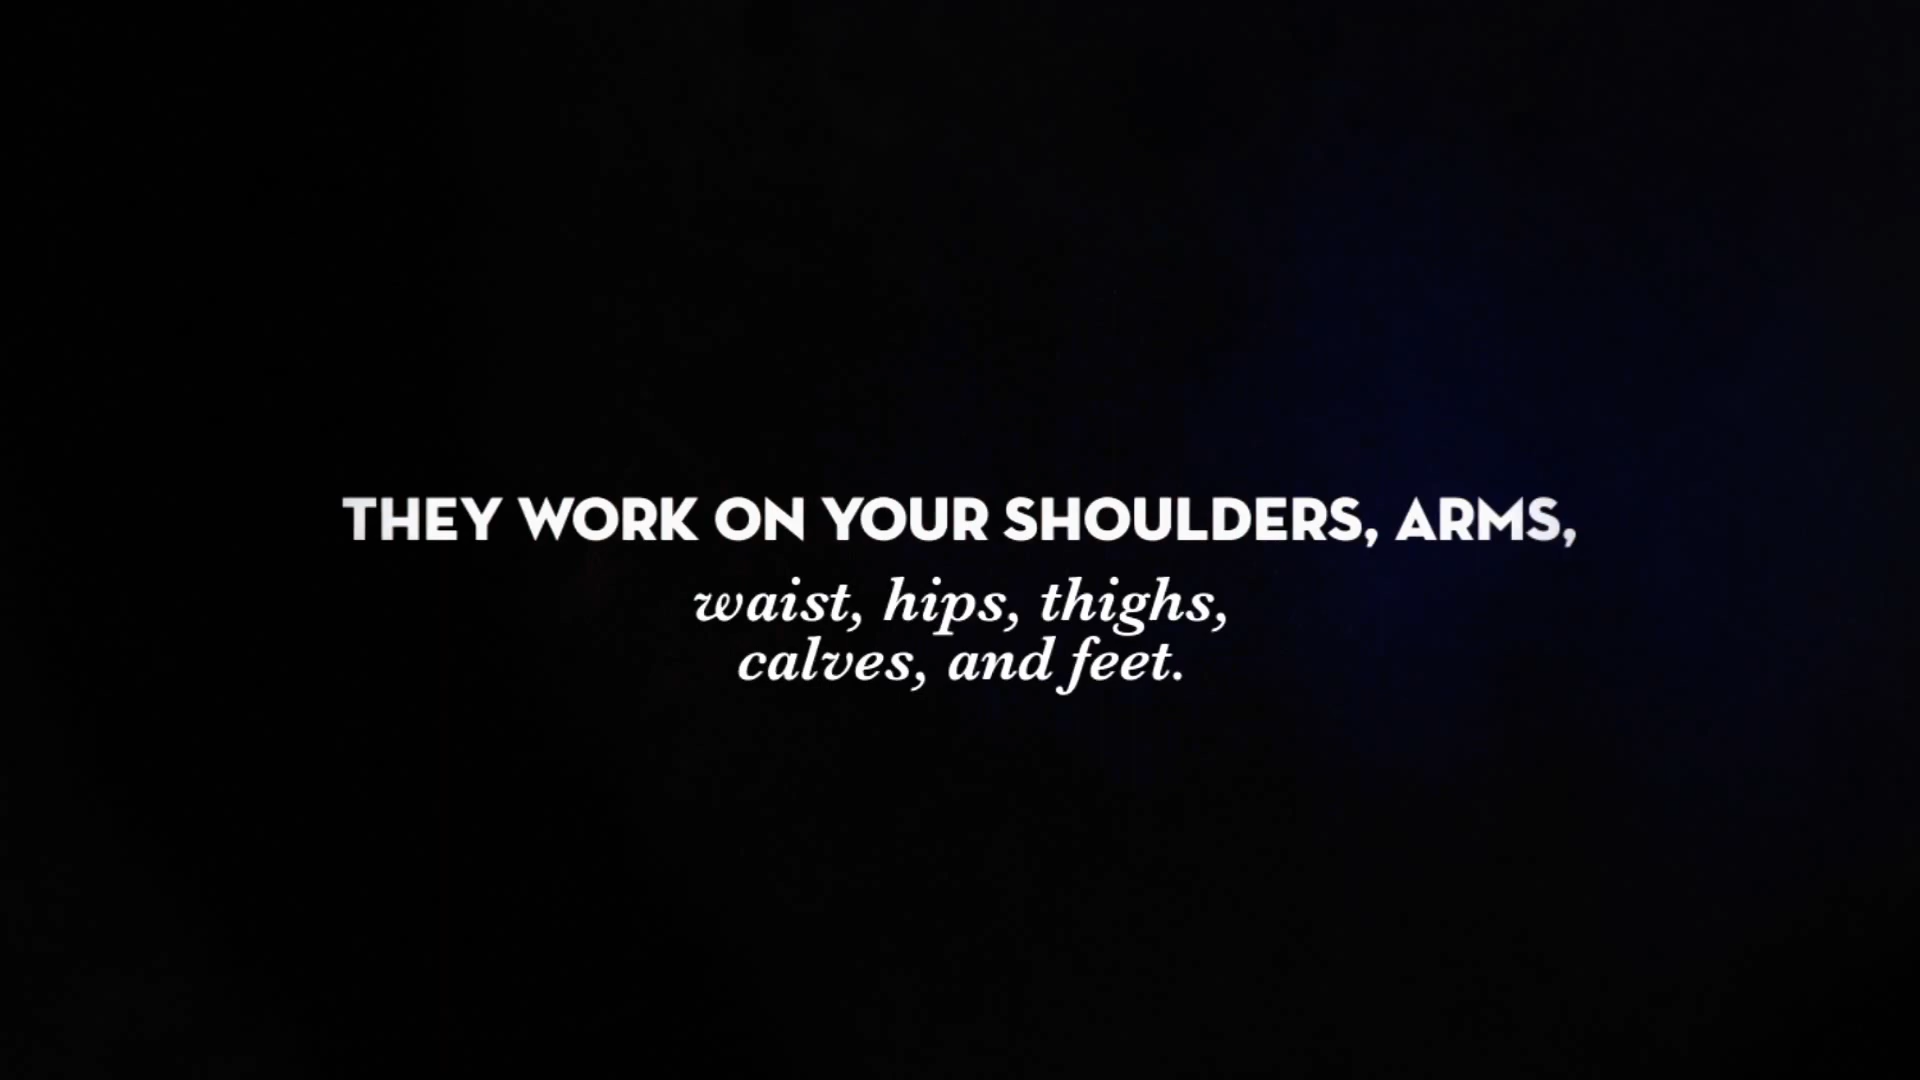 THEY WORK ON YOUR SHOULDERS, ARMS,
waist, hips, thighs,
calves, and feet.